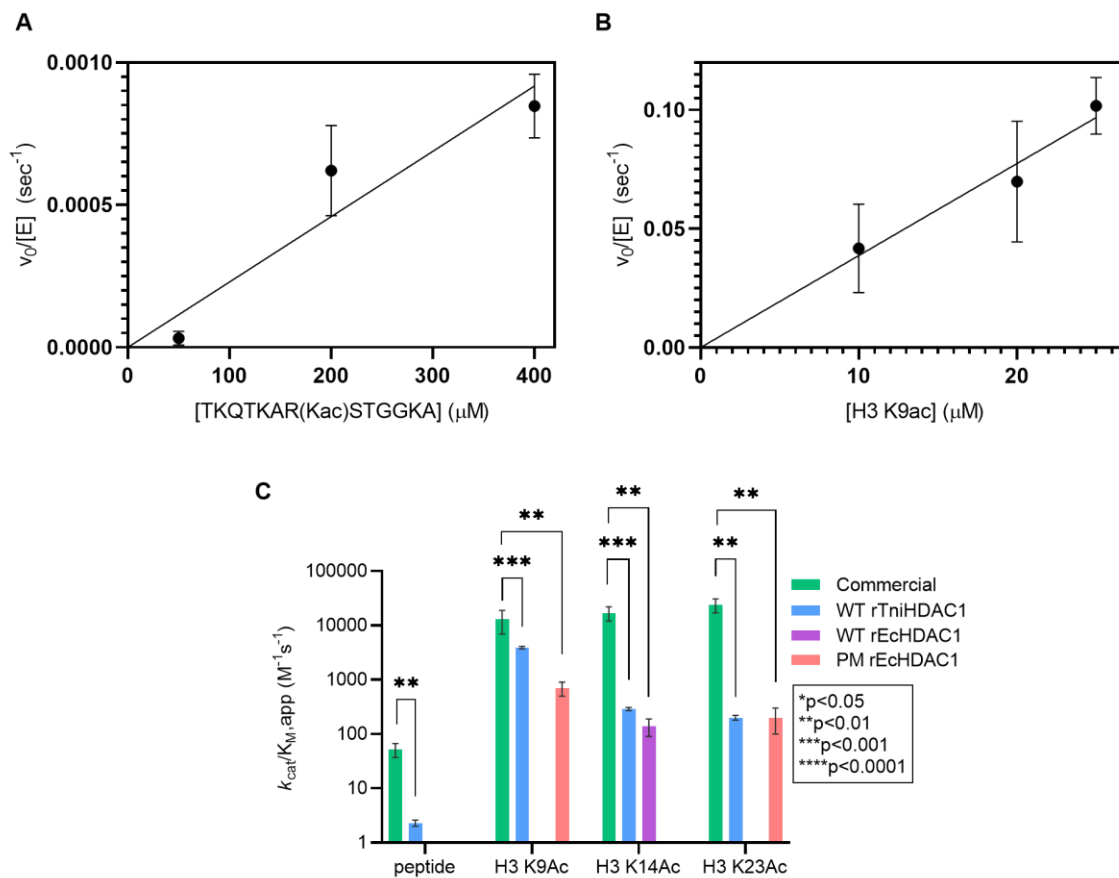 A
0.0010
0.0005
0.0000
v₀/[E] (sec⁻¹)
0 100 200 300 400
[TKQTKAR(Kac)STGGKA] (μM)
B
0.10
0.05
0.00
v₀/[E] (sec⁻¹)
0 10 20
[H3 K9ac] (μM)
C
100000
10000
1000
100
10
1
kcat/KM,app (M⁻¹s⁻¹)
** *** ** *** ** ** **
peptide H3 K9Ac H3 K14Ac H3 K23Ac
Commercial
WT rTniHDAC1
WT rEcHDAC1
PM rEcHDAC1
*p<0.05
**p<0.01
***p<0.001
****p<0.0001